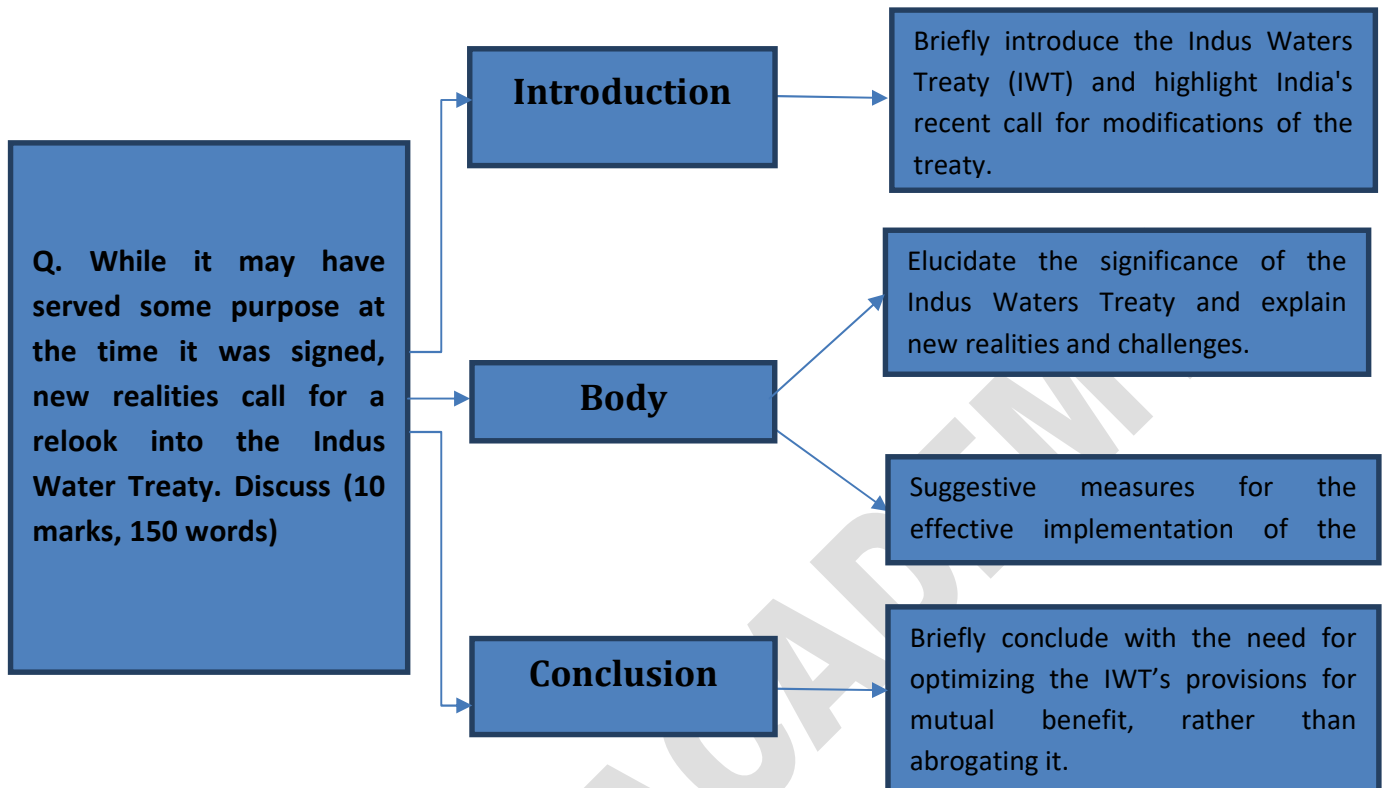 Q. While it may have
served some purpose at
the time it was signed,
new realities call for a
relook into the Indus
Water Treaty. Discuss (10
marks, 150 words)
Introduction
Briefly introduce the Indus Waters
Treaty (IWT) and highlight India's
recent call for modifications of the
treaty.
Body
Elucidate the significance of the
Indus Waters Treaty and explain
new realities and challenges.
Suggestive measures for the
effective implementation of the
Conclusion
Briefly conclude with the need for
optimizing the IWT’s provisions for
mutual benefit, rather than
abrogating it.